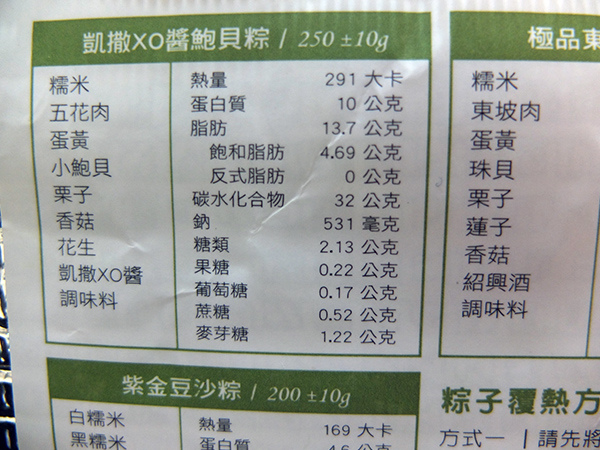 凱撒XO醬鮑貝粽 / 250 ±10g
糯米
五花肉
蛋黃
小鮑貝
栗子
香菇
花生
凱撒XO醬
調味料
熱量 291 大卡
蛋白質 10 公克
脂肪 13.7 公克
飽和脂肪 4.69 公克
反式脂肪 0 公克
碳水化合物 32 公克
鈉 531 毫克
糖類 2.13 公克
果糖 0.22 公克
葡萄糖 0.17 公克
蔗糖 0.52 公克
麥芽糖 1.22 公克
極品東
糯米
東坡肉
蛋黃
珠貝
栗子
蓮子
香菇
紹興酒
調味料
紫金豆沙粽 / 200 ±10g
白糯米
黑糯米
熱量 169 大卡
蛋白質 4.6 公克
粽子覆熱方
方式一 | 請先將